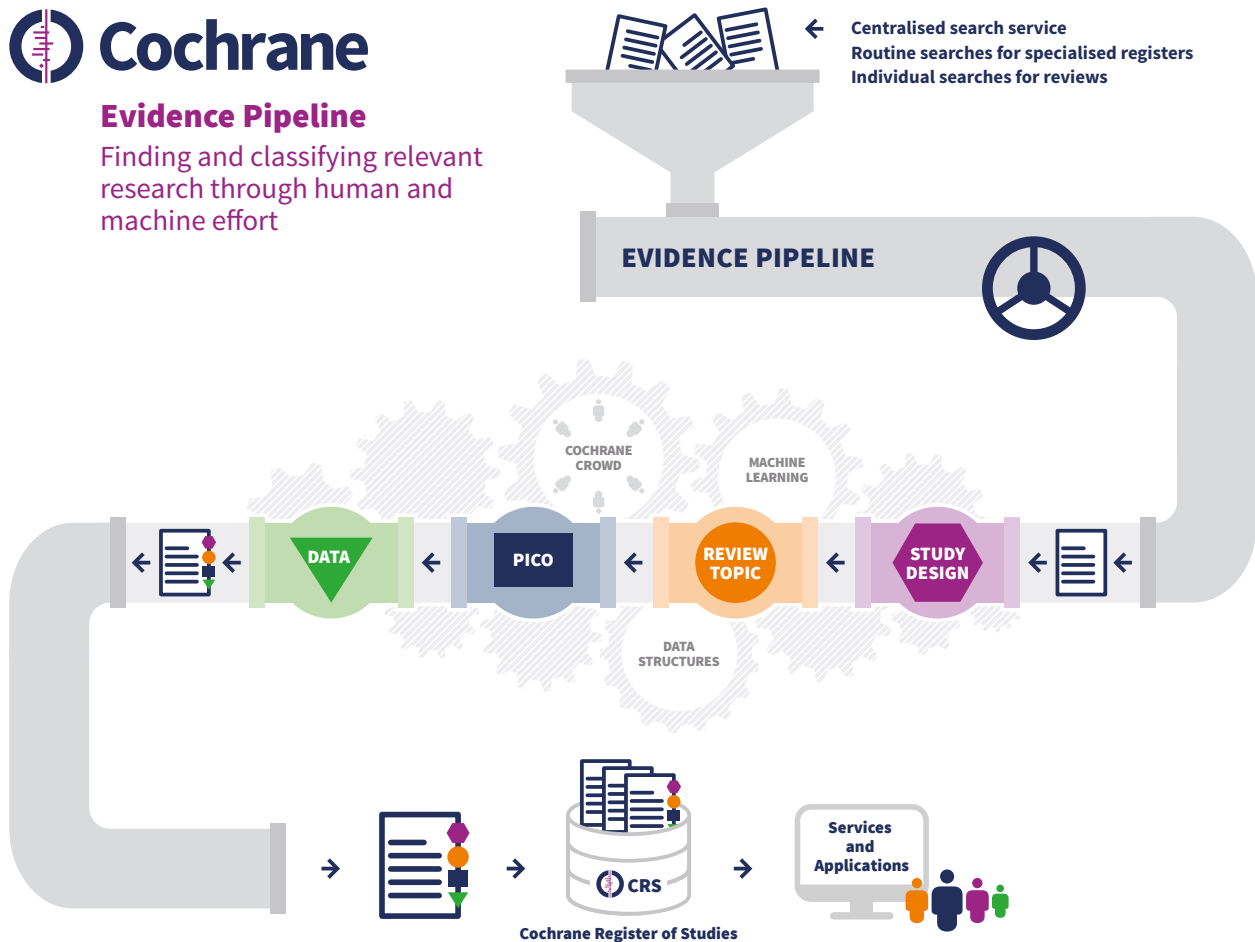 Cochrane
Evidence Pipeline
Finding and classifying relevant
research through human and
machine effort
Centralised search service
Routine searches for specialised registers
Individual searches for reviews
EVIDENCE PIPELINE
COCHRANE
CROWD
MACHINE
LEARNING
DATA
PICO
REVIEW
TOPIC
STUDY
DESIGN
DATA
STRUCTURES
CRS
Cochrane Register of Studies
Services
and
Applications